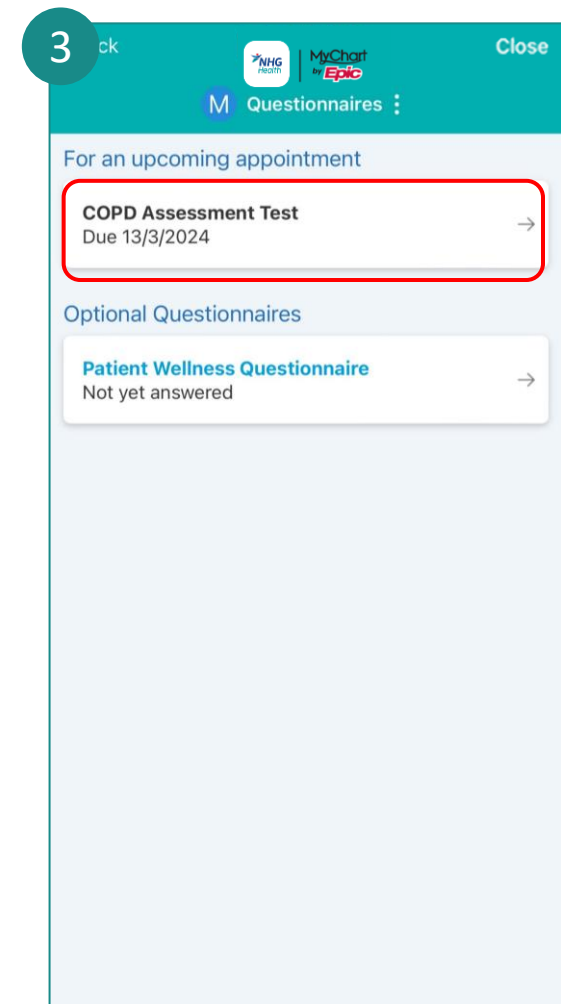 3
ck
NHG
Health
MyChart
by Epic
Close
M Questionnaires
For an upcoming appointment
COPD Assessment Test
Due 13/3/2024
Optional Questionnaires
Patient Wellness Questionnaire
Not yet answered